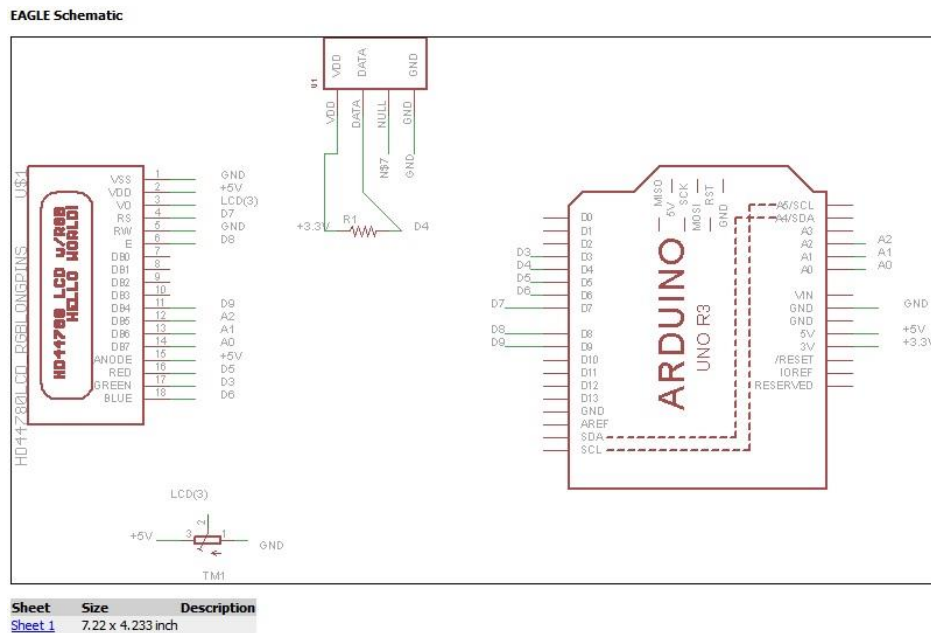 EAGLE Schematic
U1
VDD
DATA
GND
VDD
DATA
NULL
GND
N$7
GND
+3.3V
R1
D4
U$1
HD44780LCD_RGBLONGPINS
HD44780 LCD W/RGB
HELLO WORLD!
VSS 1 GND
VDD 2 +5V
VO 3 LCD(3)
RS 4 D7
RW 5 GND
E 6 D8
DB0 7
DB1 8
DB2 9
DB3 10
DB4 11 D9
DB5 12 A2
DB6 13 A1
DB7 14 A0
ANODE 15 +5V
RED 16 D5
GREEN 17 D3
BLUE 18 D6
LCD(3)
2
+5V 3 1 GND
TM1
MISO
5V
SCK
MOSI
RST
GND
ARDUINO
UNO R3
D0
D1
D2
D3 D3
D4 D4
D5 D5
D6 D6
D7 D7
D8 D8
D9 D9
D10
D11
D12
D13
GND
AREF
SDA
SCL
A5/SCL
A4/SDA
A3
A2 A2
A1 A1
A0 A0
VIN
GND GND
GND
5V +5V
3V +3.3V
/RESET
IOREF
RESERVED
Sheet Size Description
Sheet 1 7.22 x 4.233 inch